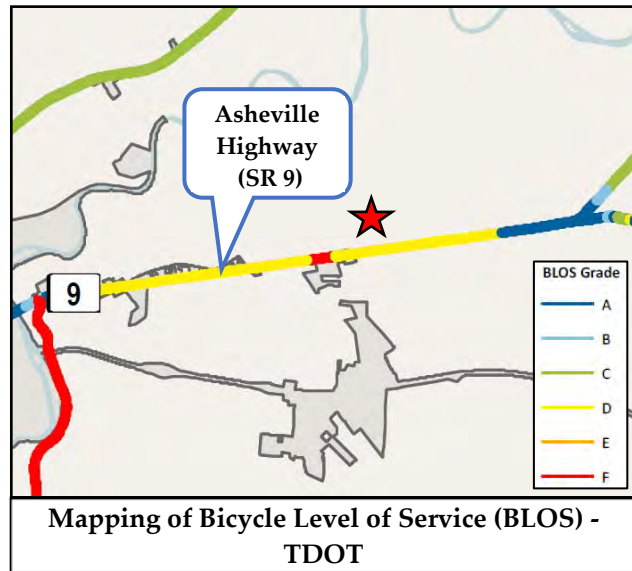 Asheville
Highway
(SR 9)
9
BLOS Grade
A
B
C
D
E
F
Mapping of Bicycle Level of Service (BLOS) -
TDOT